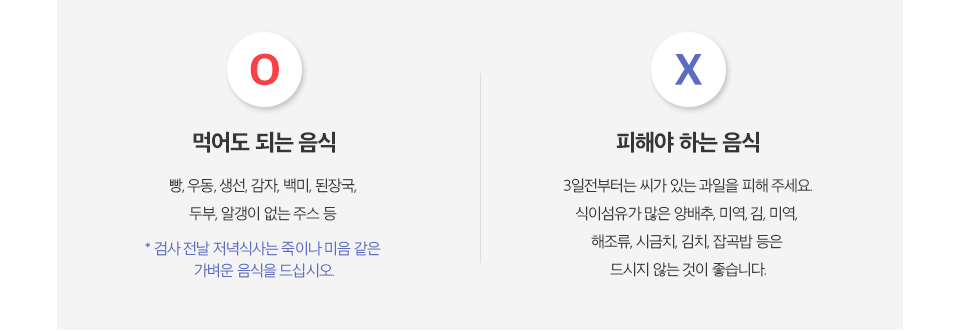 O
먹어도 되는 음식
빵, 우동, 생선, 감자, 백미, 된장국,
두부, 알갱이 없는 주스 등
* 검사 전날 저녁식사는 죽이나 미음 같은
가벼운 음식을 드십시오.
X
피해야 하는 음식
3일전부터는 씨가 있는 과일을 피해 주세요.
식이섬유가 많은 양배추, 미역, 김, 미역,
해조류, 시금치, 김치, 잡곡밥 등은
드시지 않는 것이 좋습니다.